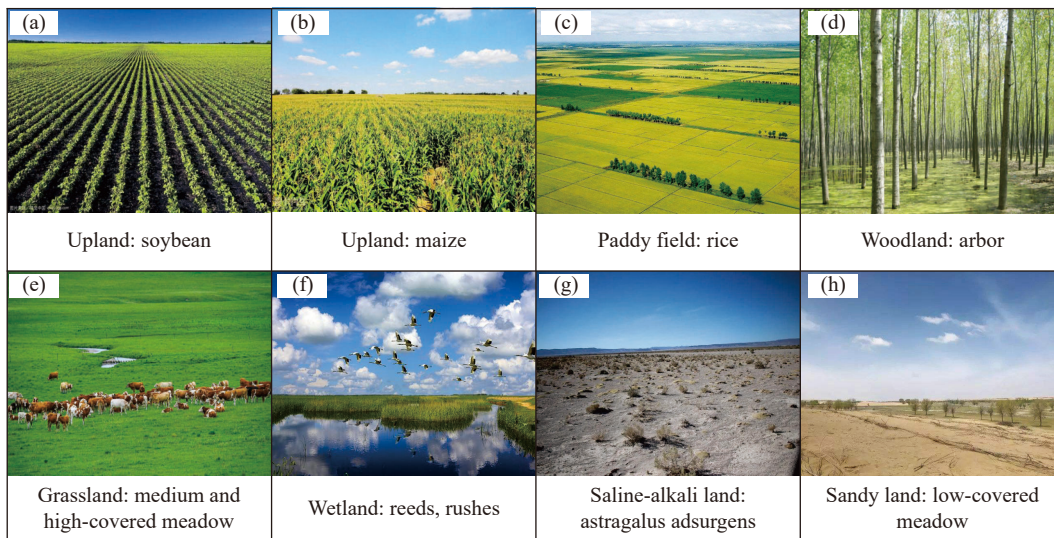 (a)
(b)
(c)
(d)
Upland: soybean
Upland: maize
Paddy field: rice
Woodland: arbor
(e)
(f)
(g)
(h)
Grassland: medium and
high-covered meadow
Wetland: reeds, rushes
Saline-alkali land:
astragalus adsurgens
Sandy land: low-covered
meadow